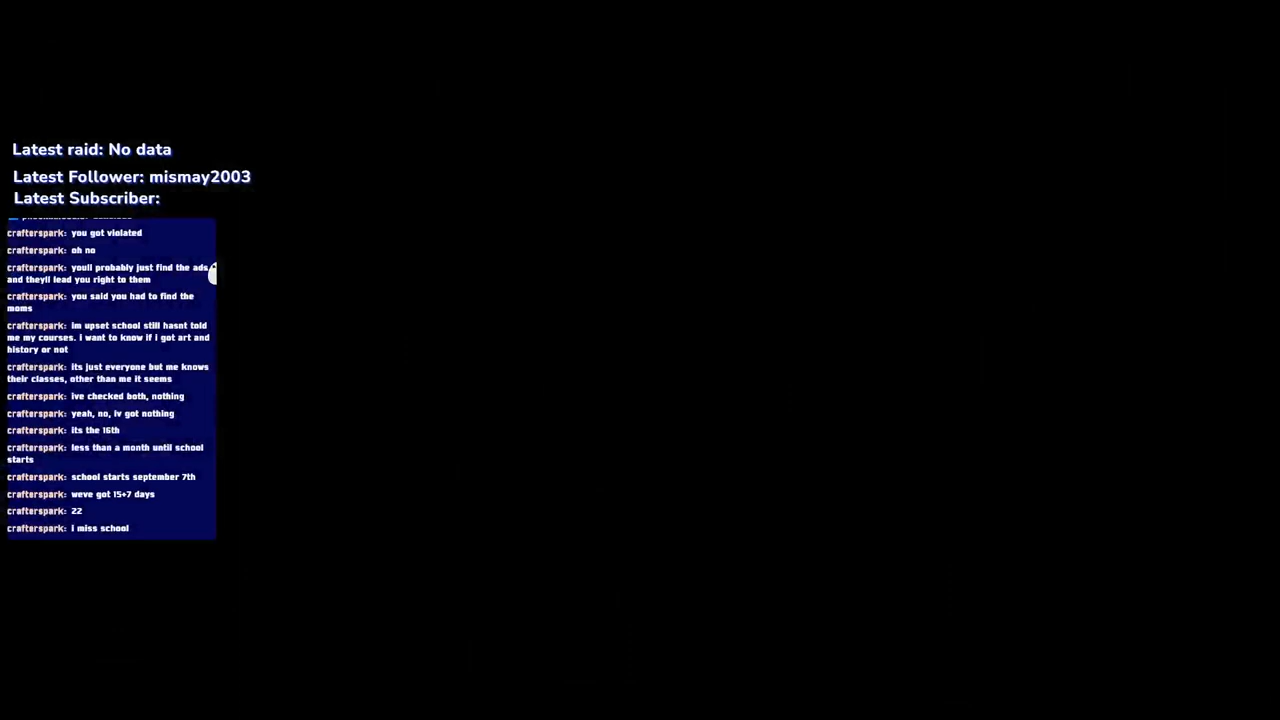 Latest raid: No data
Latest Follower: mismay2003
Latest Subscriber:
crafterspark: you got violated
crafterspark: oh no
crafterspark: youll probably just find the ads
and theyll lead you right to them
crafterspark: you said you had to find the
moms
crafterspark: im upset school still hasnt told
me my courses. i want to know if i got art and
history or not
crafterspark: its just everyone but me knows
their classes, other than me it seems
crafterspark: ive checked both, nothing
crafterspark: yeah, no, iv got nothing
crafterspark: its the 16th
crafterspark: less than a month until school
starts
crafterspark: school starts september 7th
crafterspark: weve got 15+7 days
crafterspark: 22
crafterspark: i miss school